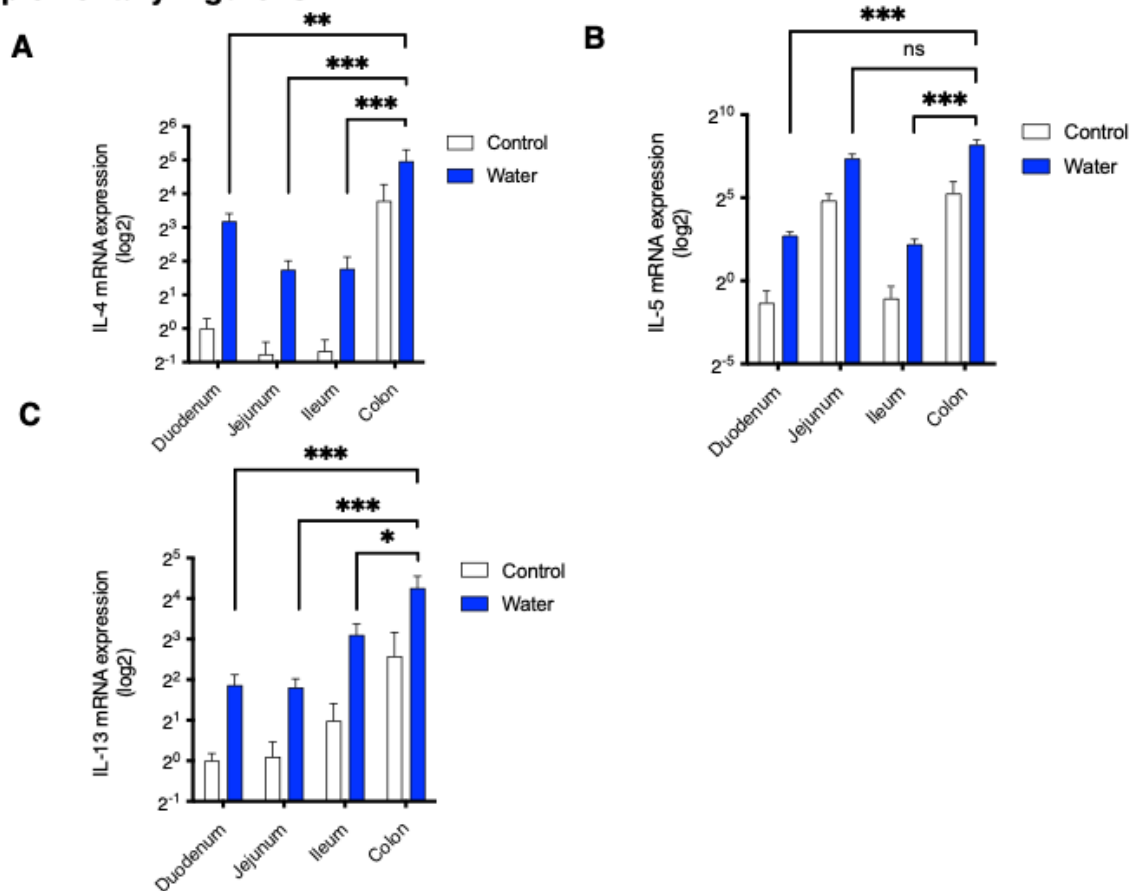 A
**
***
***
2^6
2^5
2^4
2^3
2^2
2^1
2^0
2^-1
IL-4 mRNA expression
(log2)
Control
Water
Duodenum
Jejunum
Ileum
Colon
B
***
ns
***
2^10
2^5
2^0
2^-5
IL-5 mRNA expression
(log2)
Control
Water
Duodenum
Jejunum
Ileum
Colon
C
***
***
*
2^5
2^4
2^3
2^2
2^1
2^0
2^-1
IL-13 mRNA expression
(log2)
Control
Water
Duodenum
Jejunum
Ileum
Colon